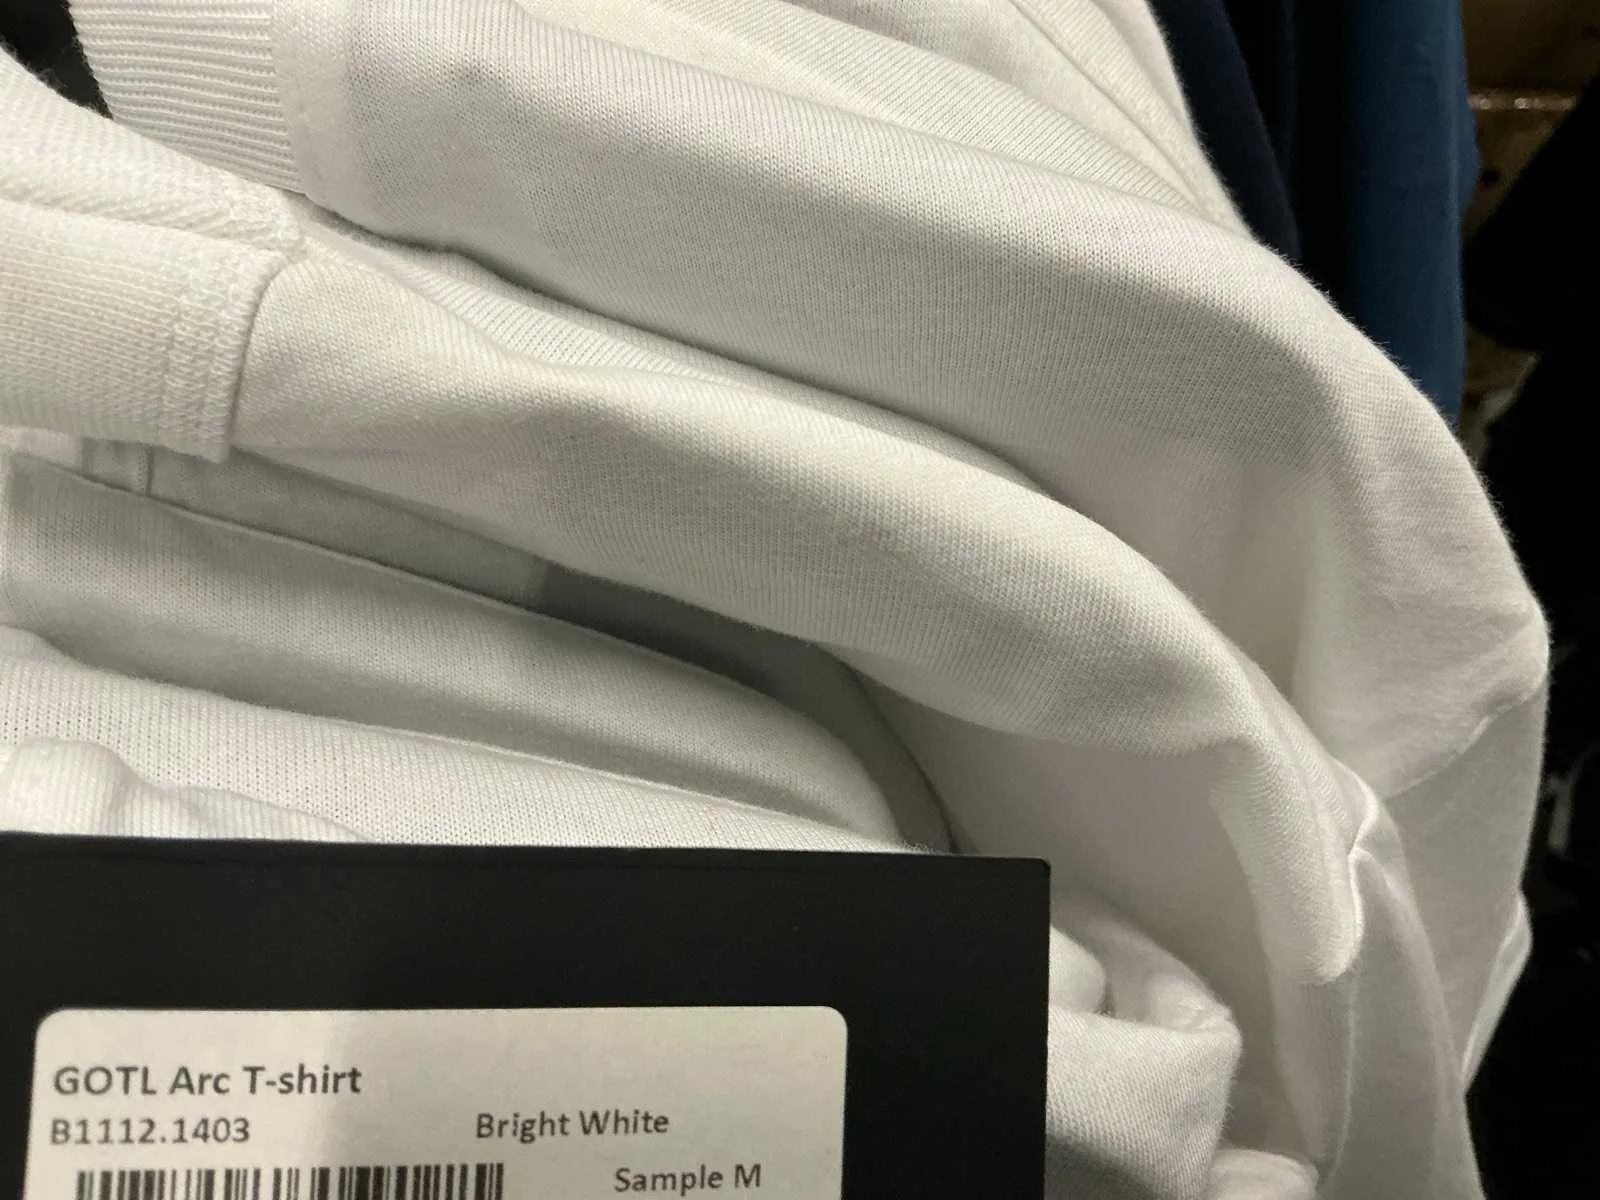 GOTL Arc T-shirt
B1112.1403 Bright White
Sample M